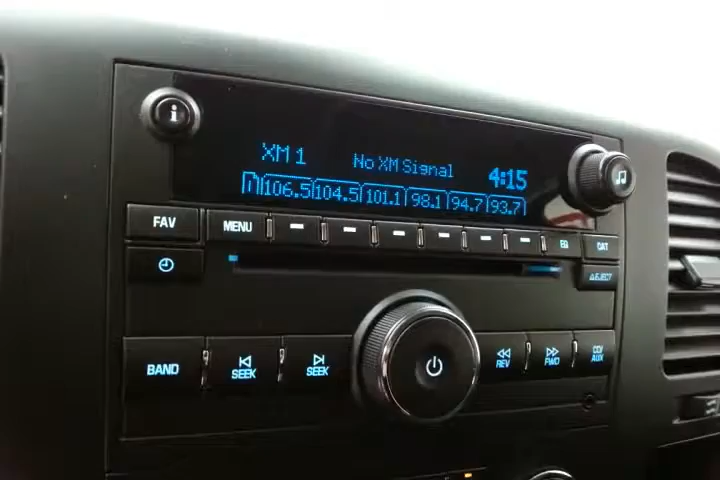 i
XM 1 No XM Signal 4:15
106.5 104.5 101.1 98.1 94.7 93.7
FAV MENU EQ CAT
EJECT
BAND SEEK SEEK REV FWD CD/
AUX